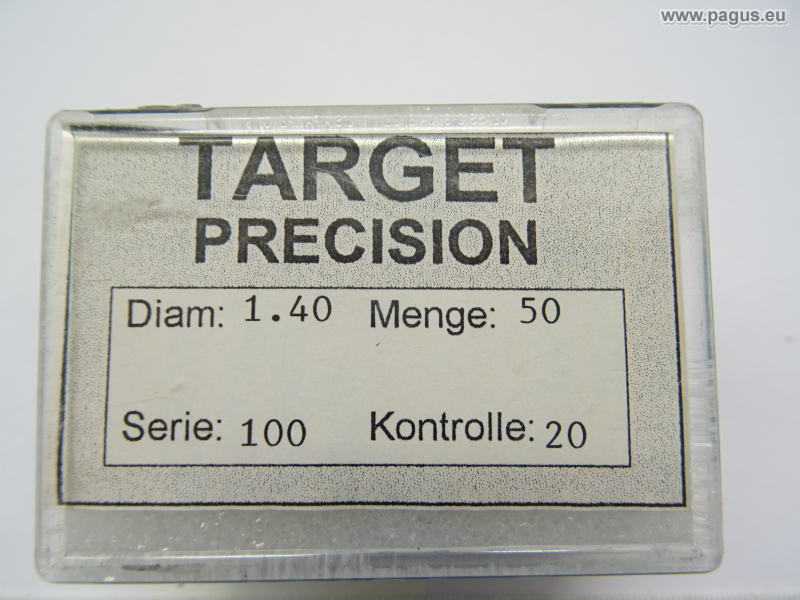 www.pagus.eu
TARGET
PRECISION
Diam: 1.40 Menge: 50
Serie: 100 Kontrolle: 20